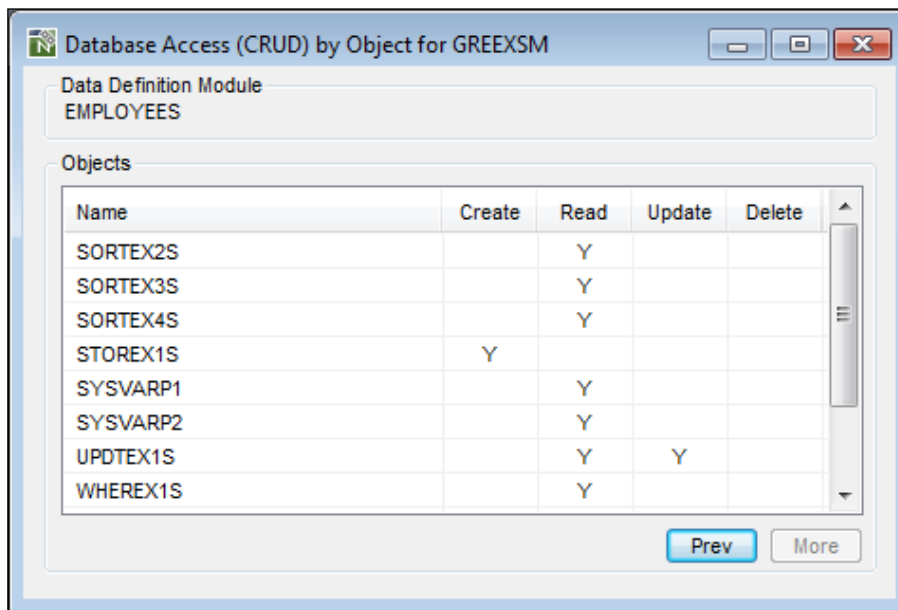 Database Access (CRUD) by Object for GREEXSM
Data Definition Module
EMPLOYEES
Objects
Name Create Read Update Delete
SORTEX2S Y
SORTEX3S Y
SORTEX4S Y
STOREX1S Y
SYSVARP1 Y
SYSVARP2 Y
UPDTEX1S Y Y
WHEREX1S Y
Prev More